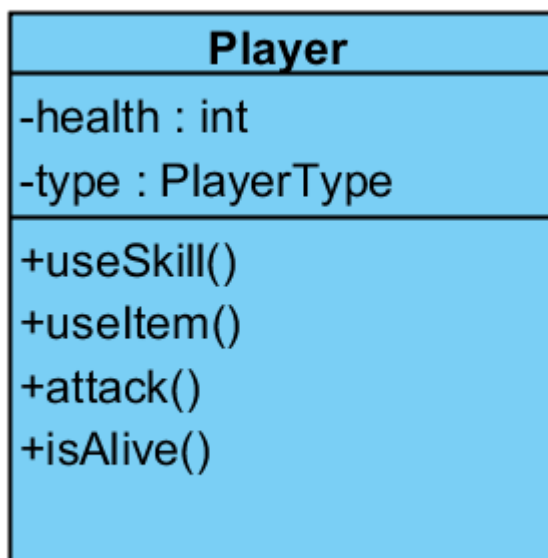 Player
-health : int
-type : PlayerType
+useSkill()
+useItem()
+attack()
+isAlive()